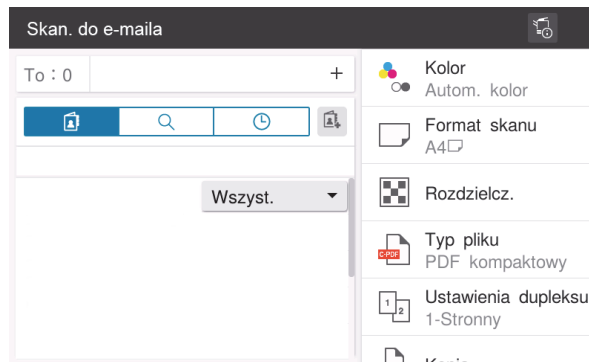 Skan. do e-maila
To : 0
+
Wszyst.
Kolor
Autom. kolor
Format skanu
A4
Rozdzielcz.
C-PDF
Typ pliku
PDF kompaktowy
1
2
Ustawienia dupleksu
1-Stronny